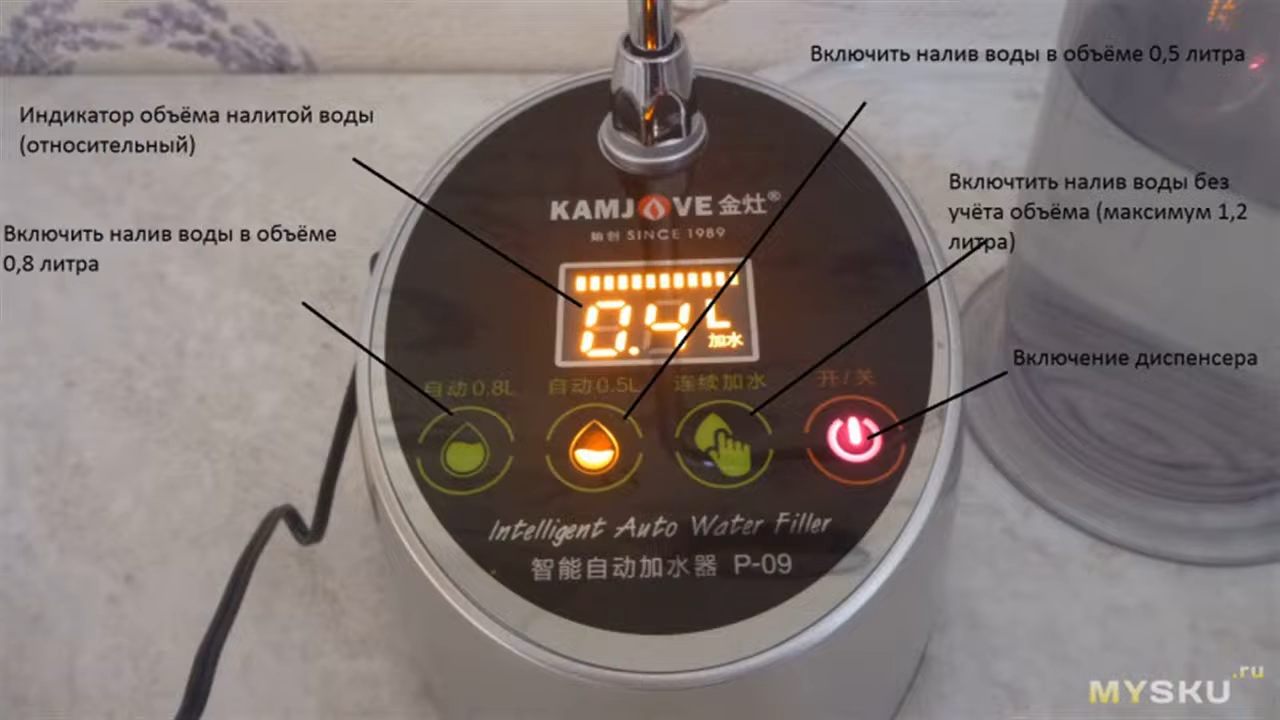 Включить налив воды в объёме 0,5 литра
Индикатор объёма налитой воды
(относительный)
Включтить налив воды без
учёта объёма (максимум 1,2
литра)
Включить налив воды в объёме
0,8 литра
Включение диспенсера
KAMJOVE 金灶®
始创 SINCE 1989
0.4L
加水
自动0.8L 自动0.5L 连续加水 开/关
Intelligent Auto Water Filler
智能自动加水器 P-09
MYSKU.ru